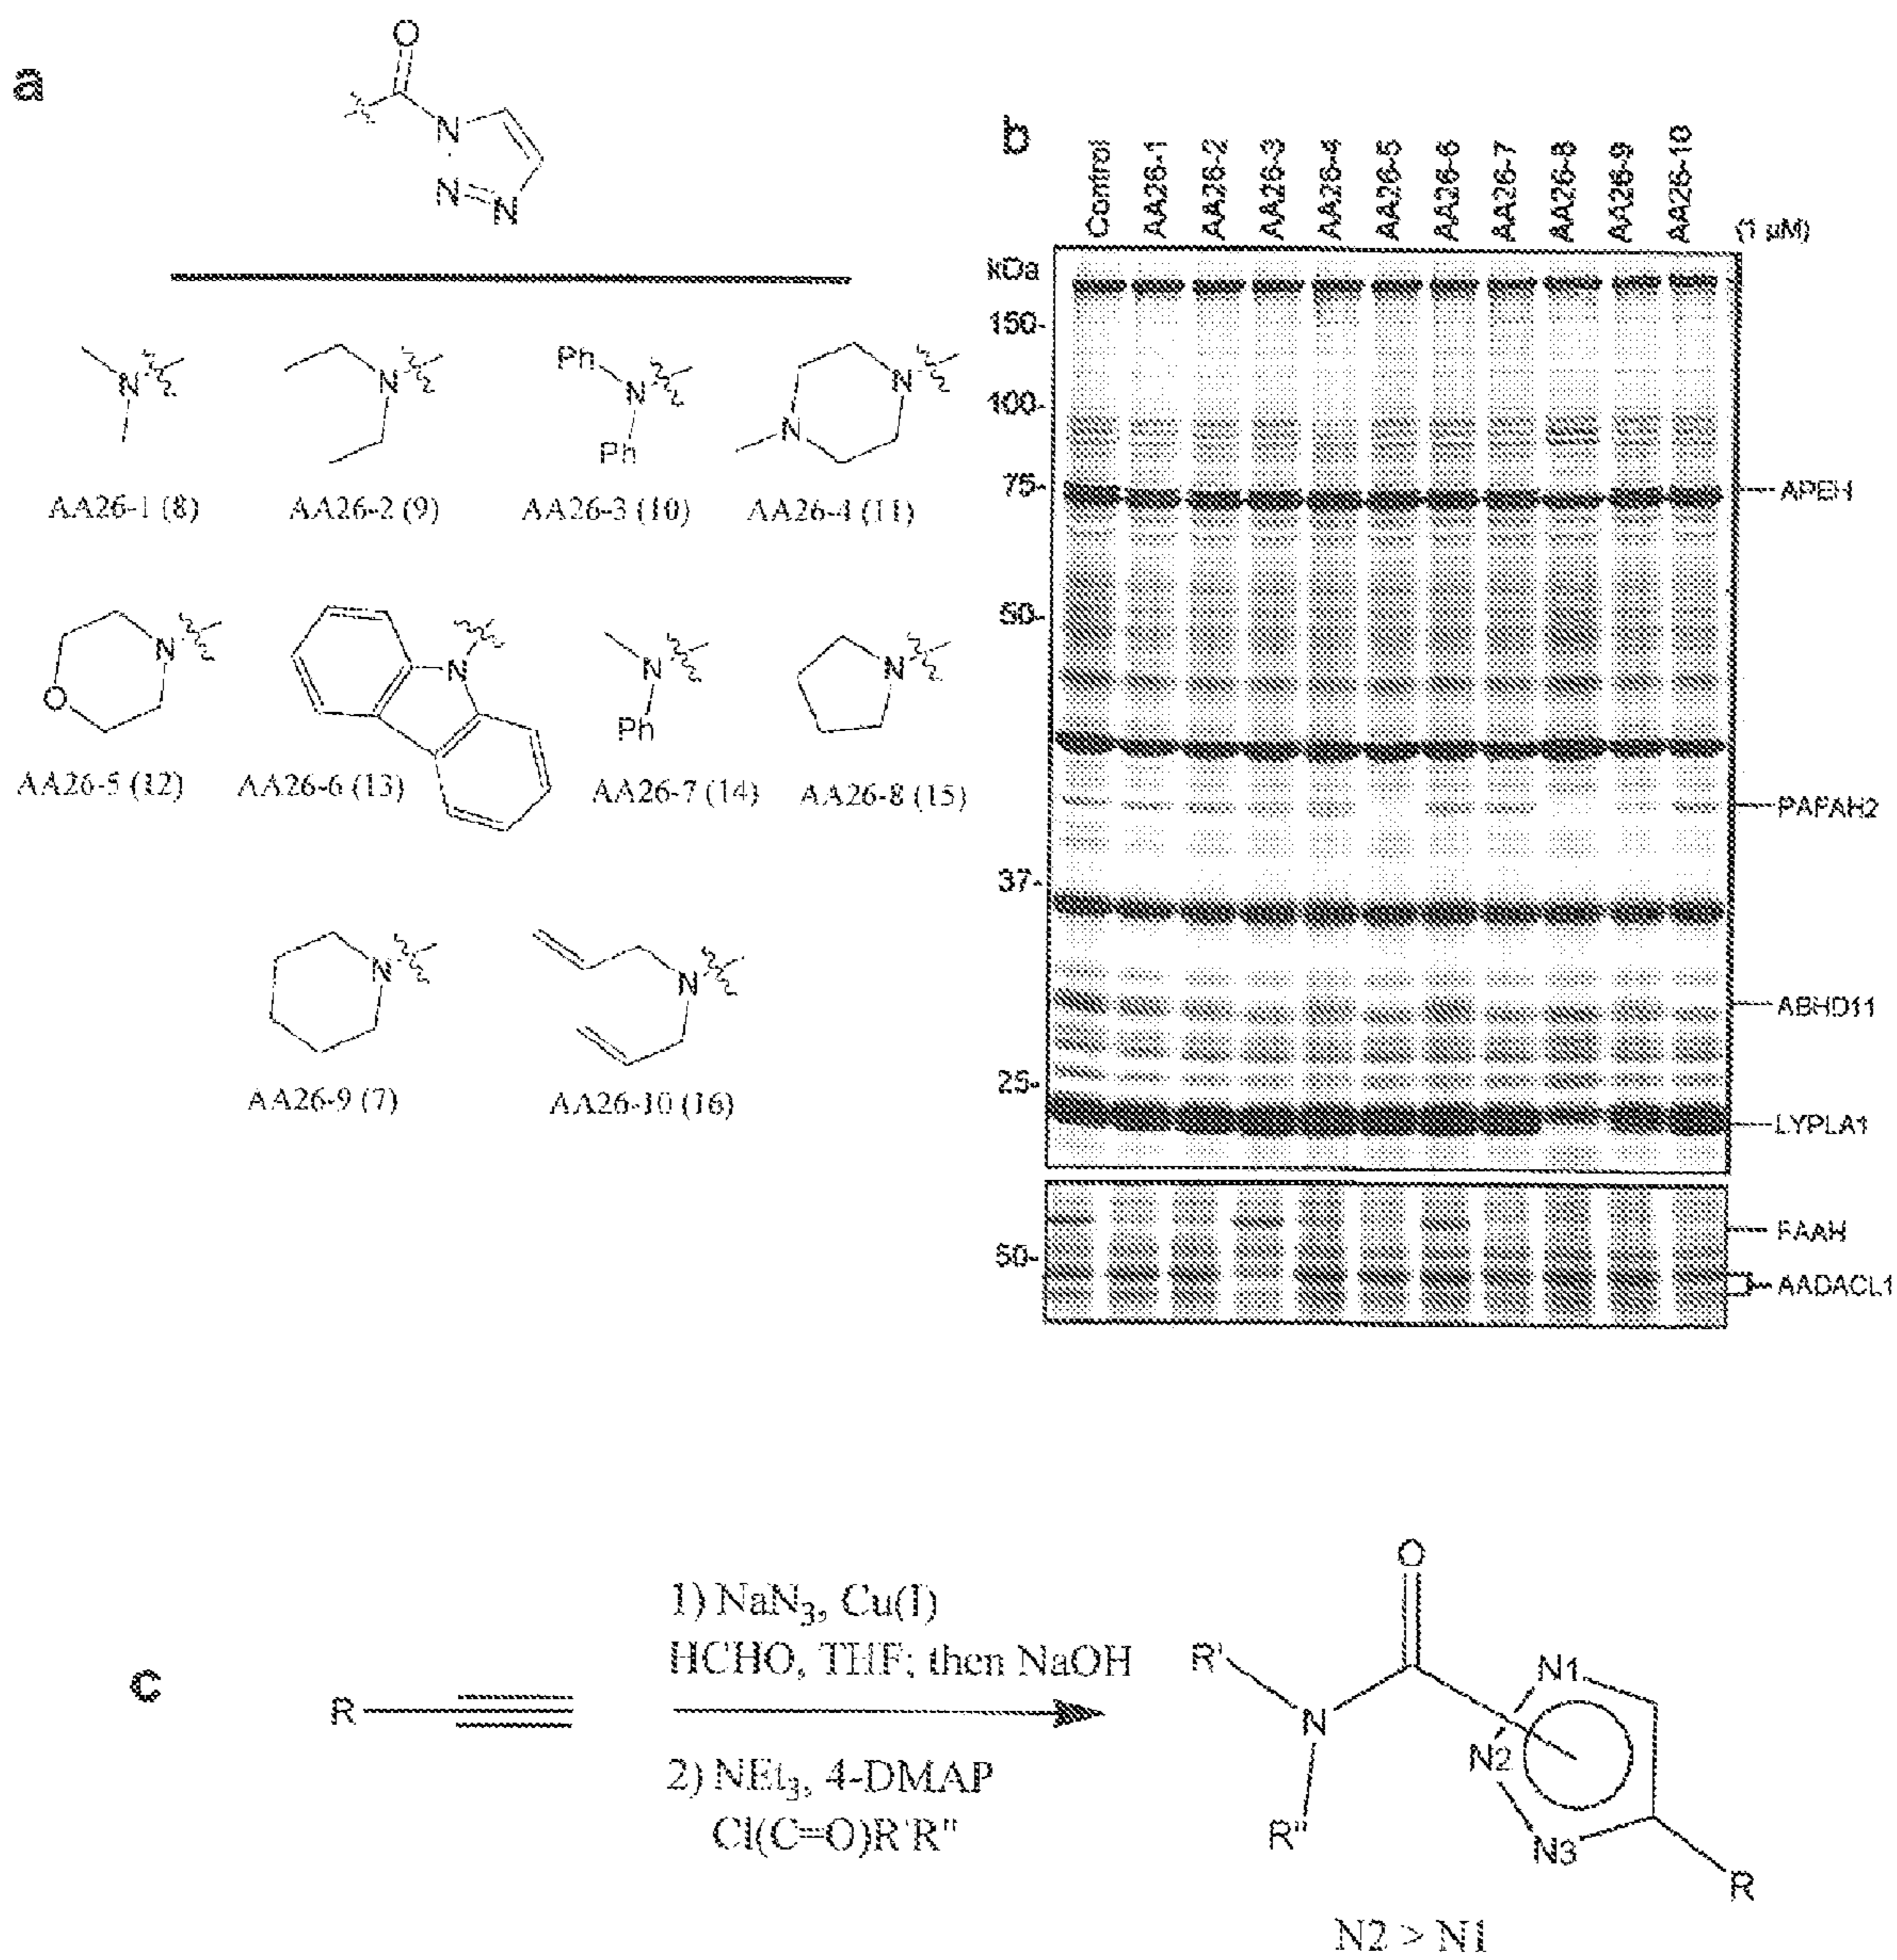 a
O
N
N=N
N
N
Ph
N
Ph
N
N
AA26-1 (8)
AA26-2 (9)
AA26-3 (10)
AA26-4 (11)
N
O
N
N
Ph
N
AA26-5 (12)
AA26-6 (13)
AA26-7 (14)
AA26-8 (15)
N
N
AA26-9 (7)
AA26-10 (16)
b
Control
AA26-1
AA26-2
AA26-3
AA26-4
AA26-5
AA26-6
AA26-7
AA26-8
AA26-9
AA26-10
(1 µM)
kDa
150-
100-
75-
APEH
50-
PAFAH2
37-
ABHD11
25-
LYPLA1
FAAH
50-
AADACL1
c
R
1) NaN3, Cu(I)
HCHO, THF; then NaOH
2) NEt3, 4-DMAP
Cl(C=O)R'R"
O
R'
N
R"
N1
N2
N3
R
N2 > N1